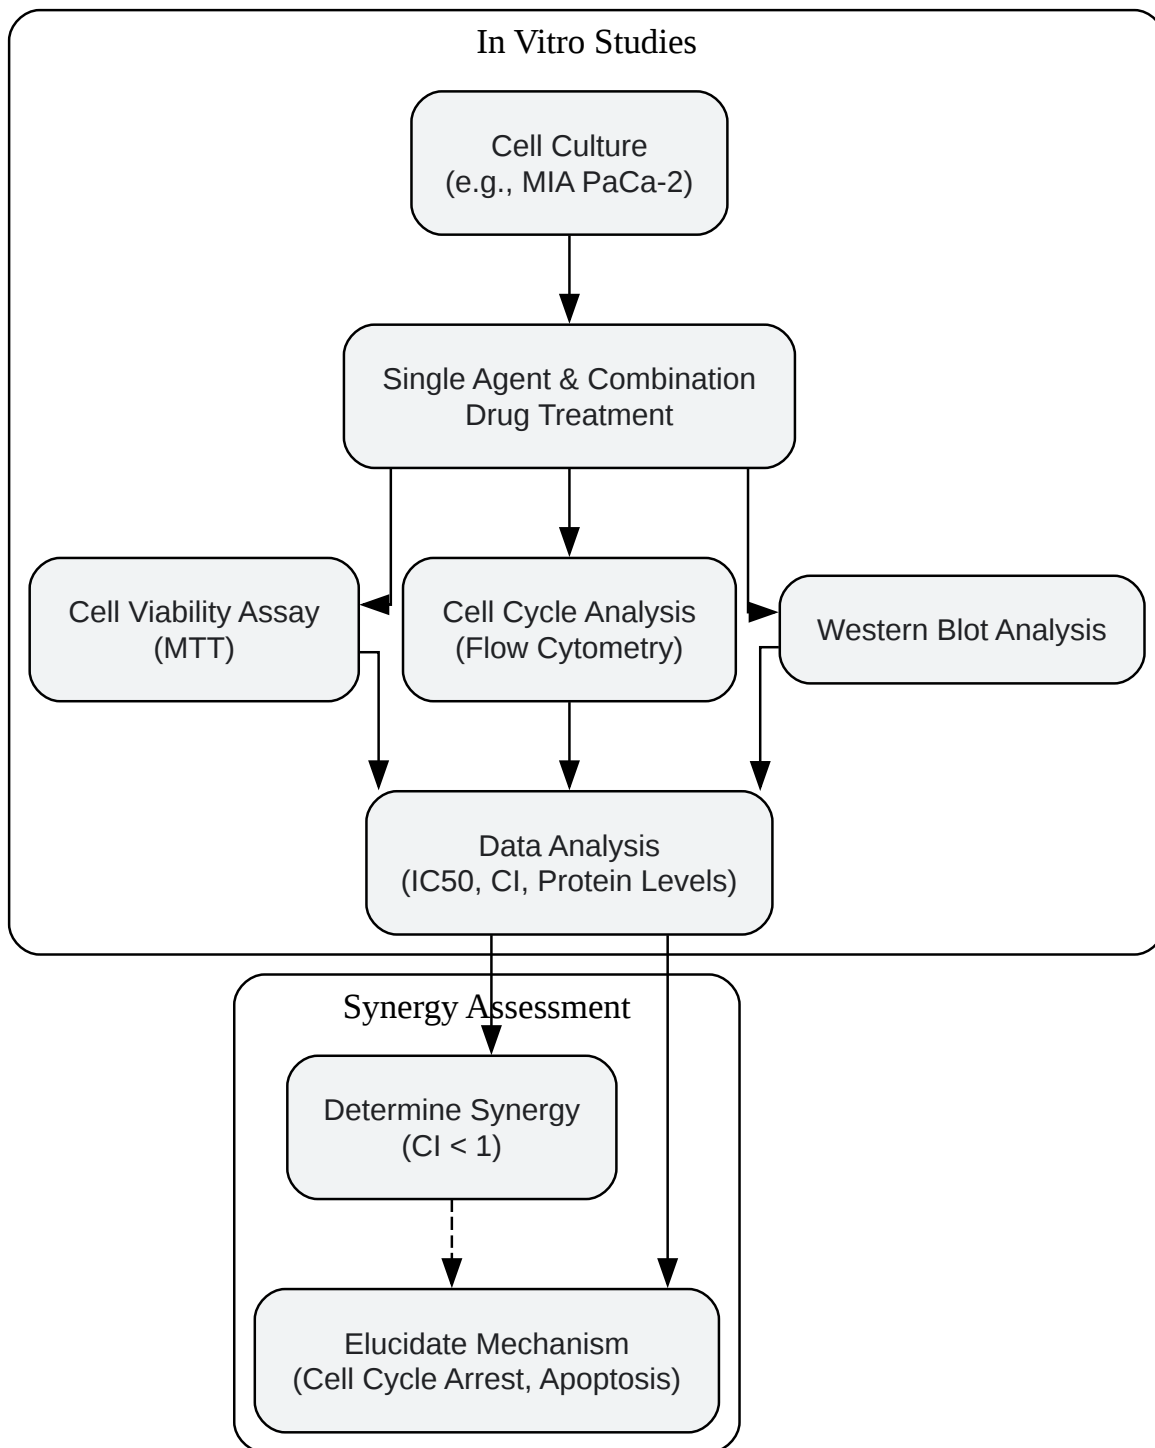 In Vitro Studies
Cell Culture
(e.g., MIA PaCa-2)
Single Agent & Combination
Drug Treatment
Cell Viability Assay
(MTT)
Cell Cycle Analysis
(Flow Cytometry)
Western Blot Analysis
Data Analysis
(IC50, CI, Protein Levels)
Synergy Assessment
Determine Synergy
(CI < 1)
Elucidate Mechanism
(Cell Cycle Arrest, Apoptosis)